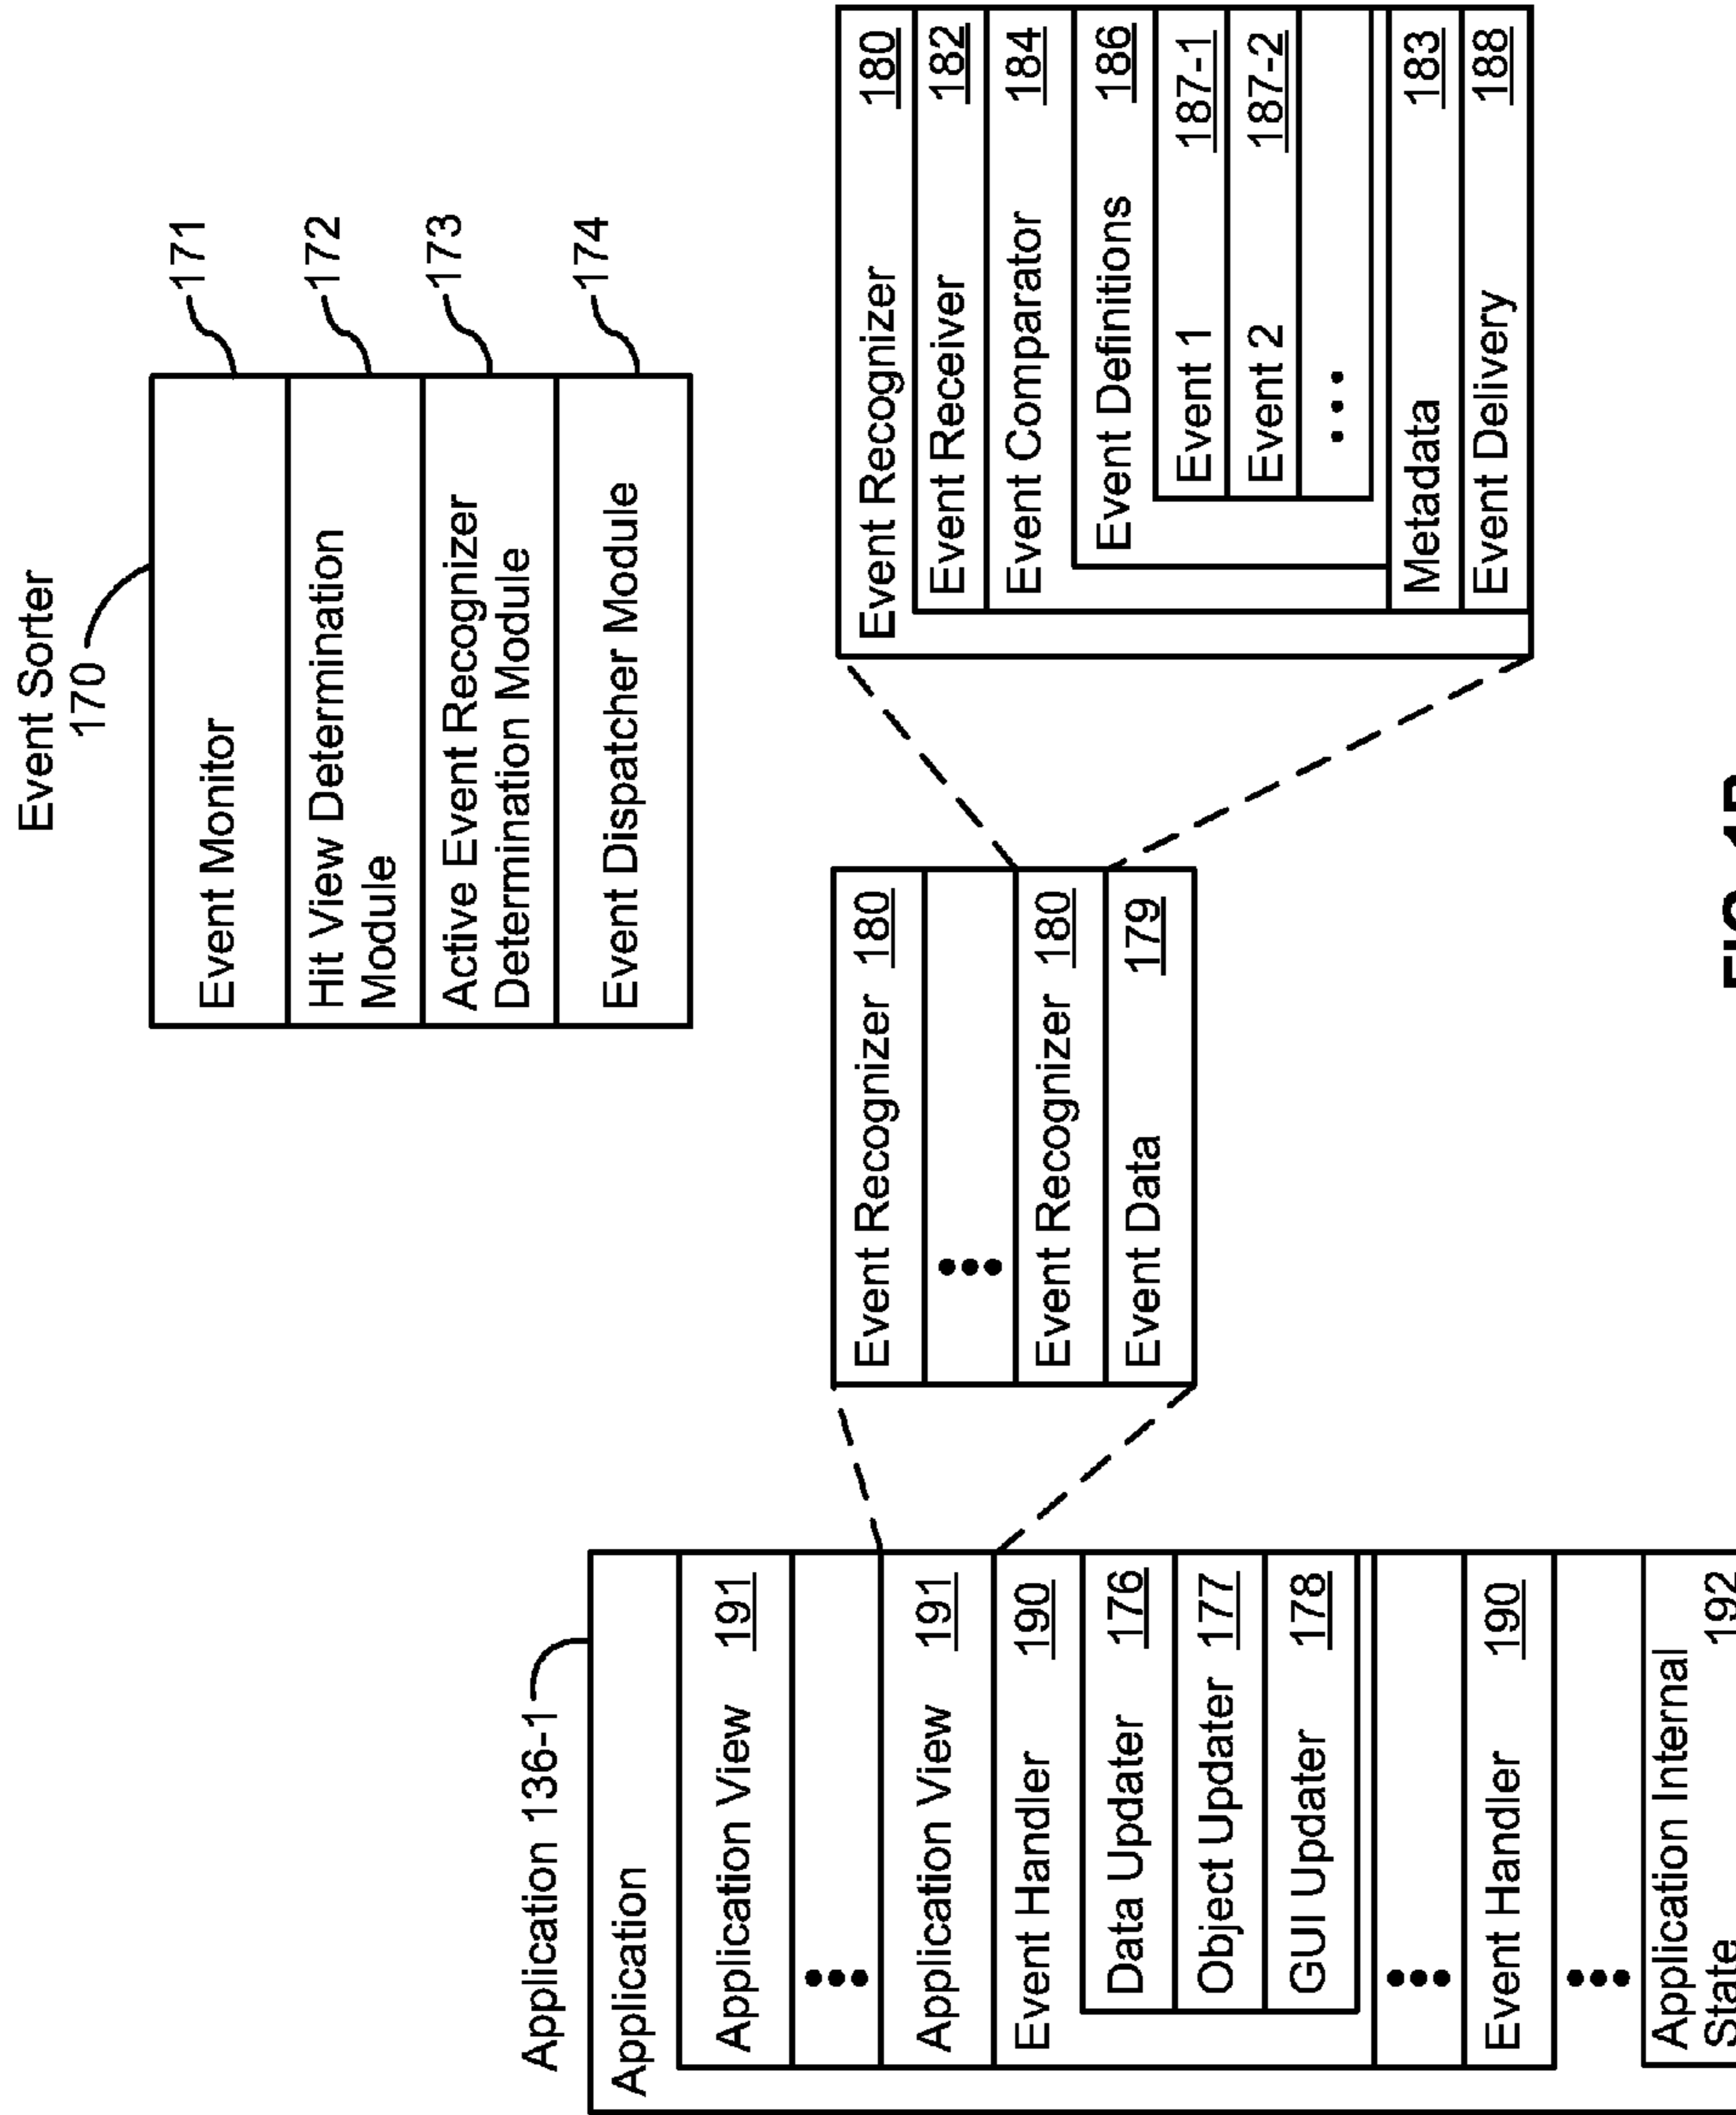 Event Sorter
170
Event Monitor
171
Hit View Determination
Module
172
Active Event Recognizer
Determination Module
173
Event Dispatcher Module
174
Application 136-1
Application
Application View 191
Application View 191
Event Handler 190
Data Updater 176
Object Updater 177
GUI Updater 178
Event Handler 190
Application Internal
State 192
Event Recognizer 180
Event Recognizer 180
Event Data 179
Event Recognizer 180
Event Receiver 182
Event Comparator 184
Event Definitions 186
Event 1 187-1
Event 2 187-2
Metadata 183
Event Delivery 188